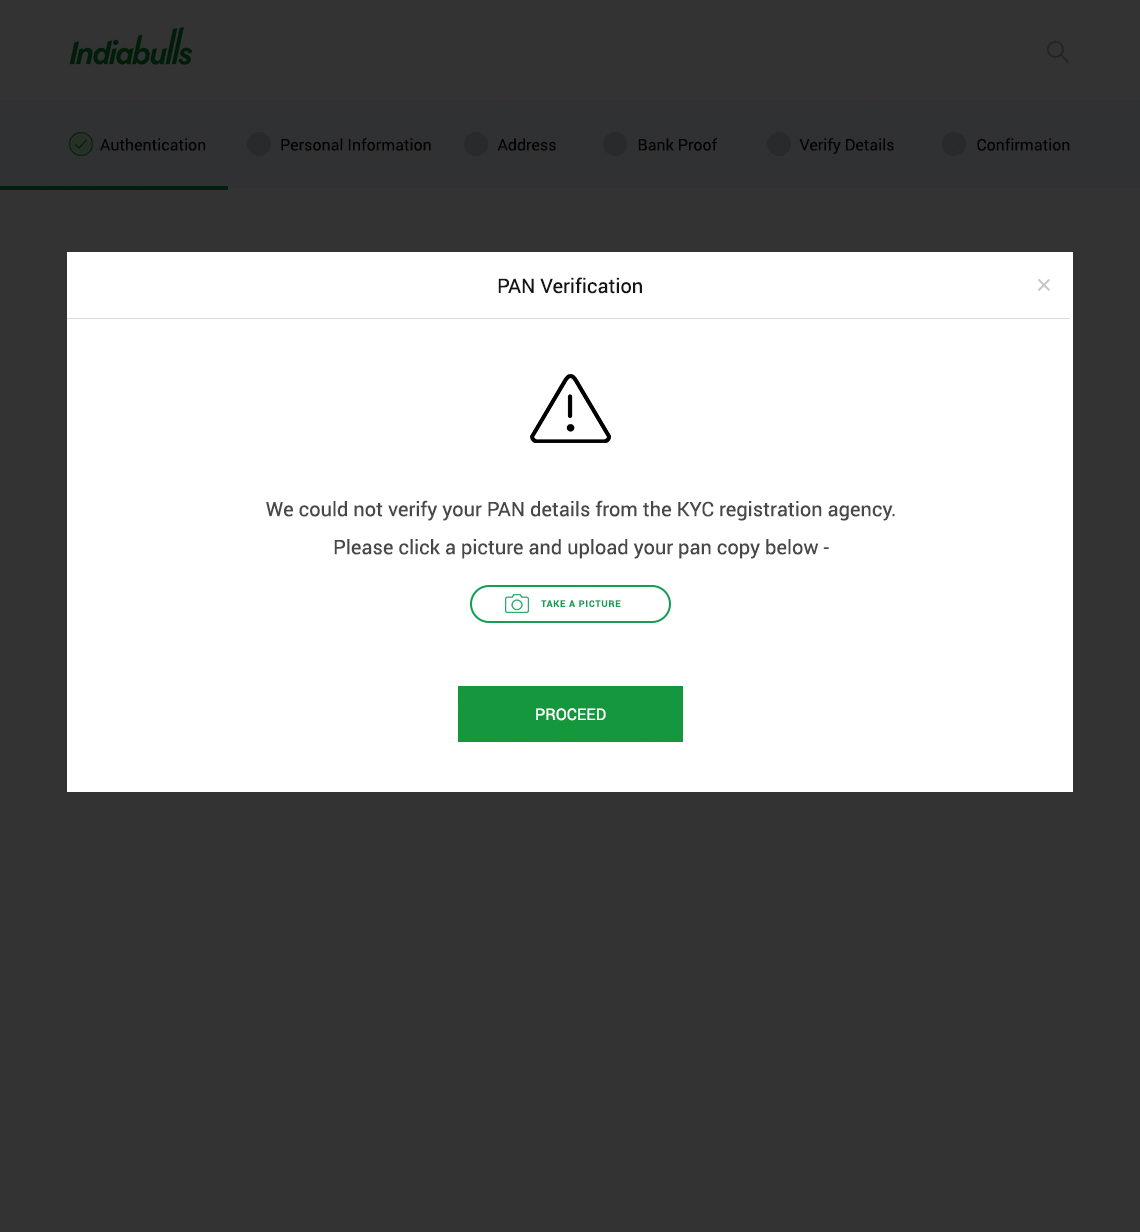 Indiabulls
Authentication Personal Information Address Bank Proof Verify Details Confirmation
PAN Verification
We could not verify your PAN details from the KYC registration agency.
Please click a picture and upload your pan copy below -
TAKE A PICTURE
PROCEED